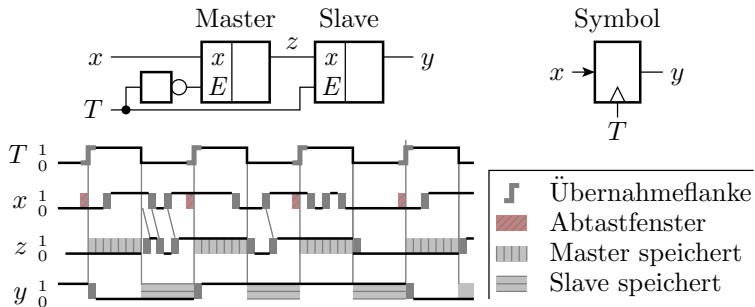 Master Slave Symbol
x x z x y x y
E E
T T
T 1 0
x 1 0
z 1 0
y 1 0
Übernahmeflanke
Abtastfenster
Master speichert
Slave speichert